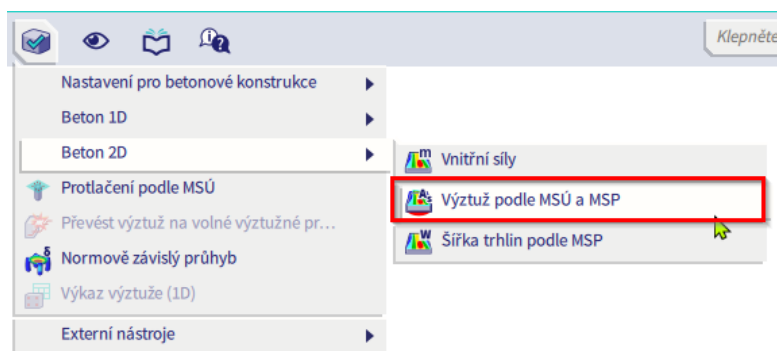 Klepněte
Nastavení pro betonové konstrukce
Beton 1D
Beton 2D
Protlačení podle MSÚ
Převést výztuž na volné výztužné pr...
Normově závislý průhyb
Výkaz výztuže (1D)
Externí nástroje
Vnitřní síly
Výztuž podle MSÚ a MSP
Šířka trhlin podle MSP